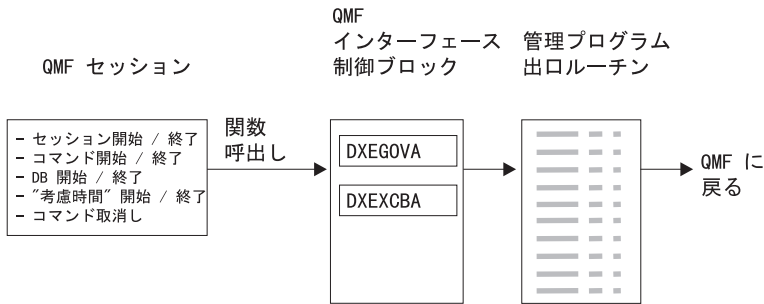 QMF セッション
- セッション開始 / 終了
- コマンド開始 / 終了
- DB 開始 / 終了
- "考慮時間" 開始 / 終了
- コマンド取消し
関数
呼出し
QMF
インターフェース
制御ブロック
DXEGOVA
DXEXCBA
管理プログラム
出口ルーチン
QMF に
戻る